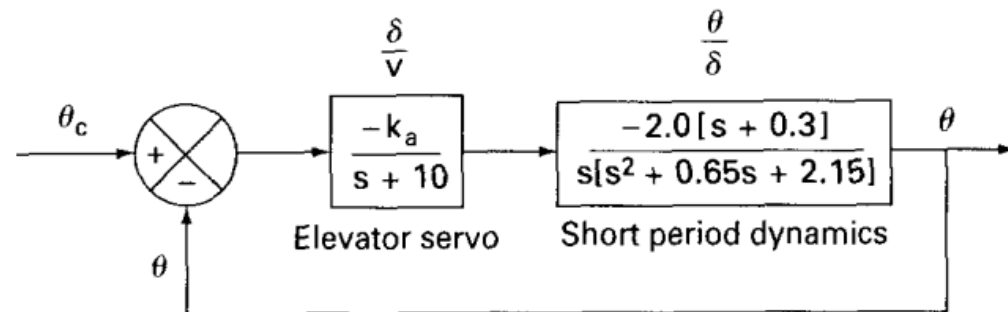 δ
v
θ
δ
θc
+
−
−ka
s + 10
−2.0[s + 0.3]
s[s² + 0.65s + 2.15]
θ
Elevator servo
Short period dynamics
θ